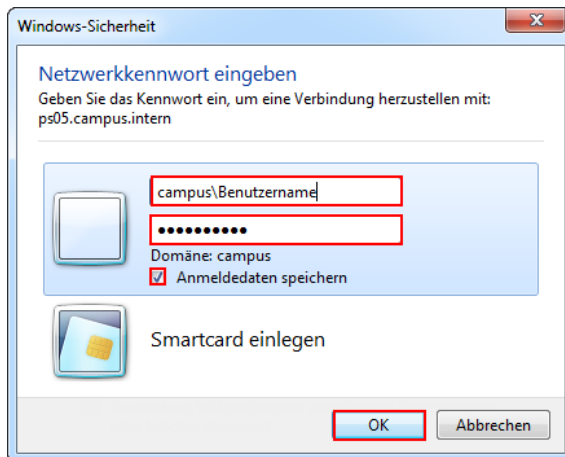 Windows-Sicherheit
Netzwerkkennwort eingeben
Geben Sie das Kennwort ein, um eine Verbindung herzustellen mit:
ps05.campus.intern
campus\Benutzername
••••••••••
Domäne: campus
Anmeldedaten speichern
Smartcard einlegen
OK
Abbrechen